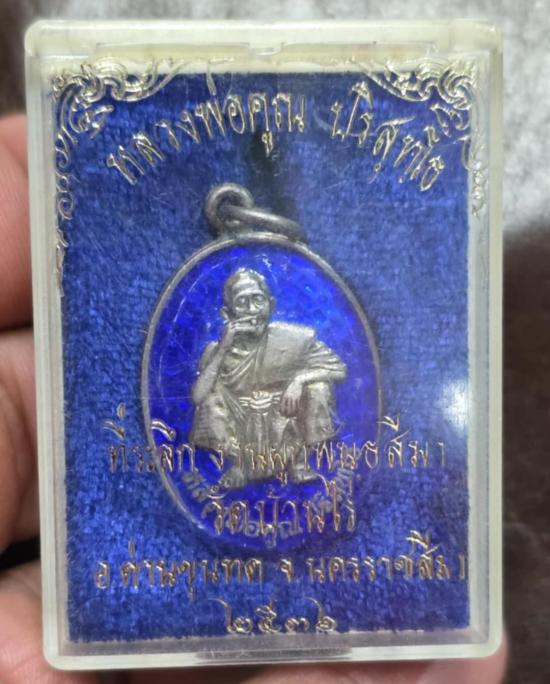 หลวงพ่อคูณ ปริสุทฺโธ
ที่ระลึก งานผูกพัทธสีมา
วัดบ้านไร่
อ.ด่านขุนทด จ.นครราชสีมา
๒๕๓๖